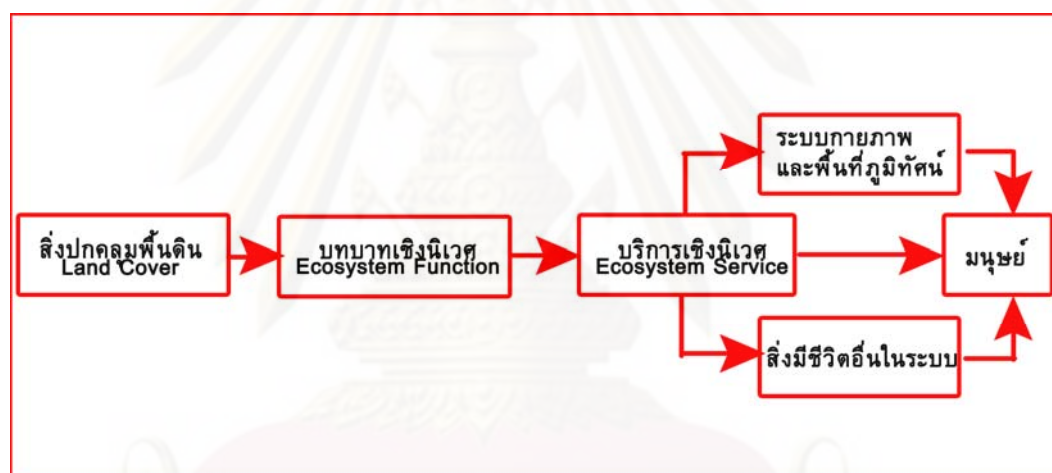 สิ่งปกคลุมพื้นดิน
Land Cover
บทบาทเชิงนิเวศ
Ecosystem Function
บริการเชิงนิเวศ
Ecosystem Service
ระบบกายภาพ
และพื้นที่ภูมิทัศน์
มนุษย์
สิ่งมีชีวิตอื่นในระบบ